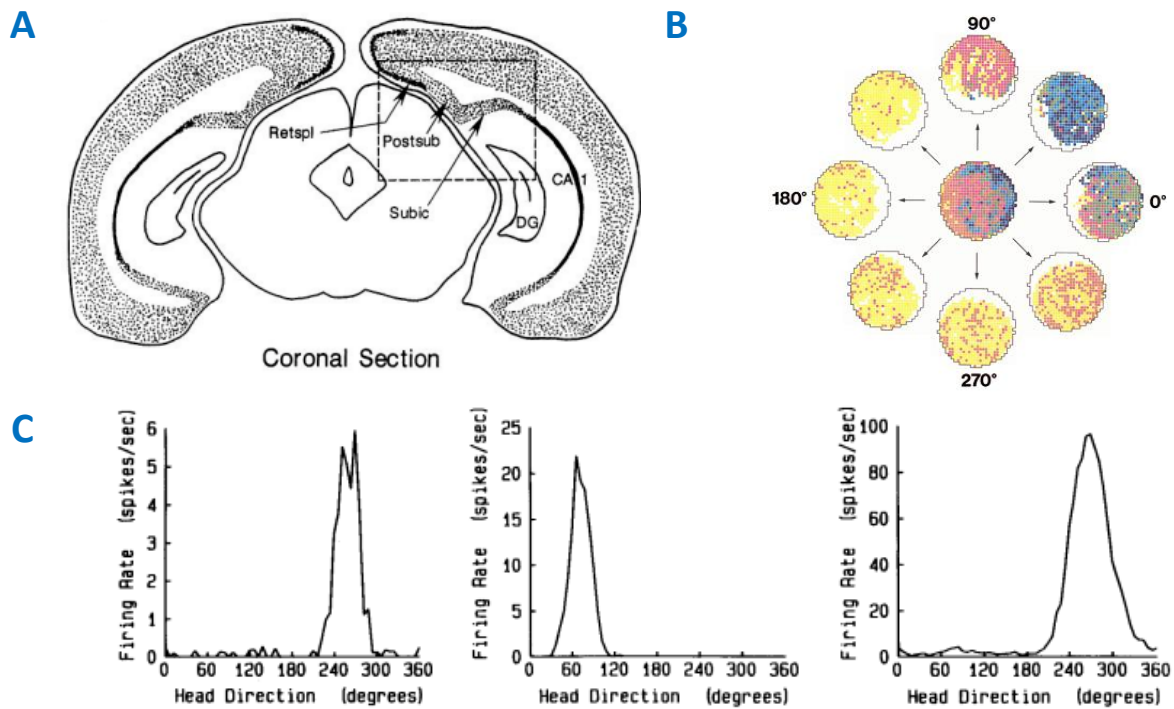 A
Retspl
Postsub
Subic
CA 1
DG
Coronal Section
B
90°
180°
0°
270°
C
Firing Rate (spikes/sec)
6
5
4
3
2
1
0
0 60 120 180 240 300 360
Head Direction (degrees)
Firing Rate (spikes/sec)
25
20
15
10
5
0
0 60 120 180 240 300 360
Head Direction (degrees)
Firing Rate (spikes/sec)
100
80
60
40
20
0
0 60 120 180 240 300 360
Head Direction (degrees)